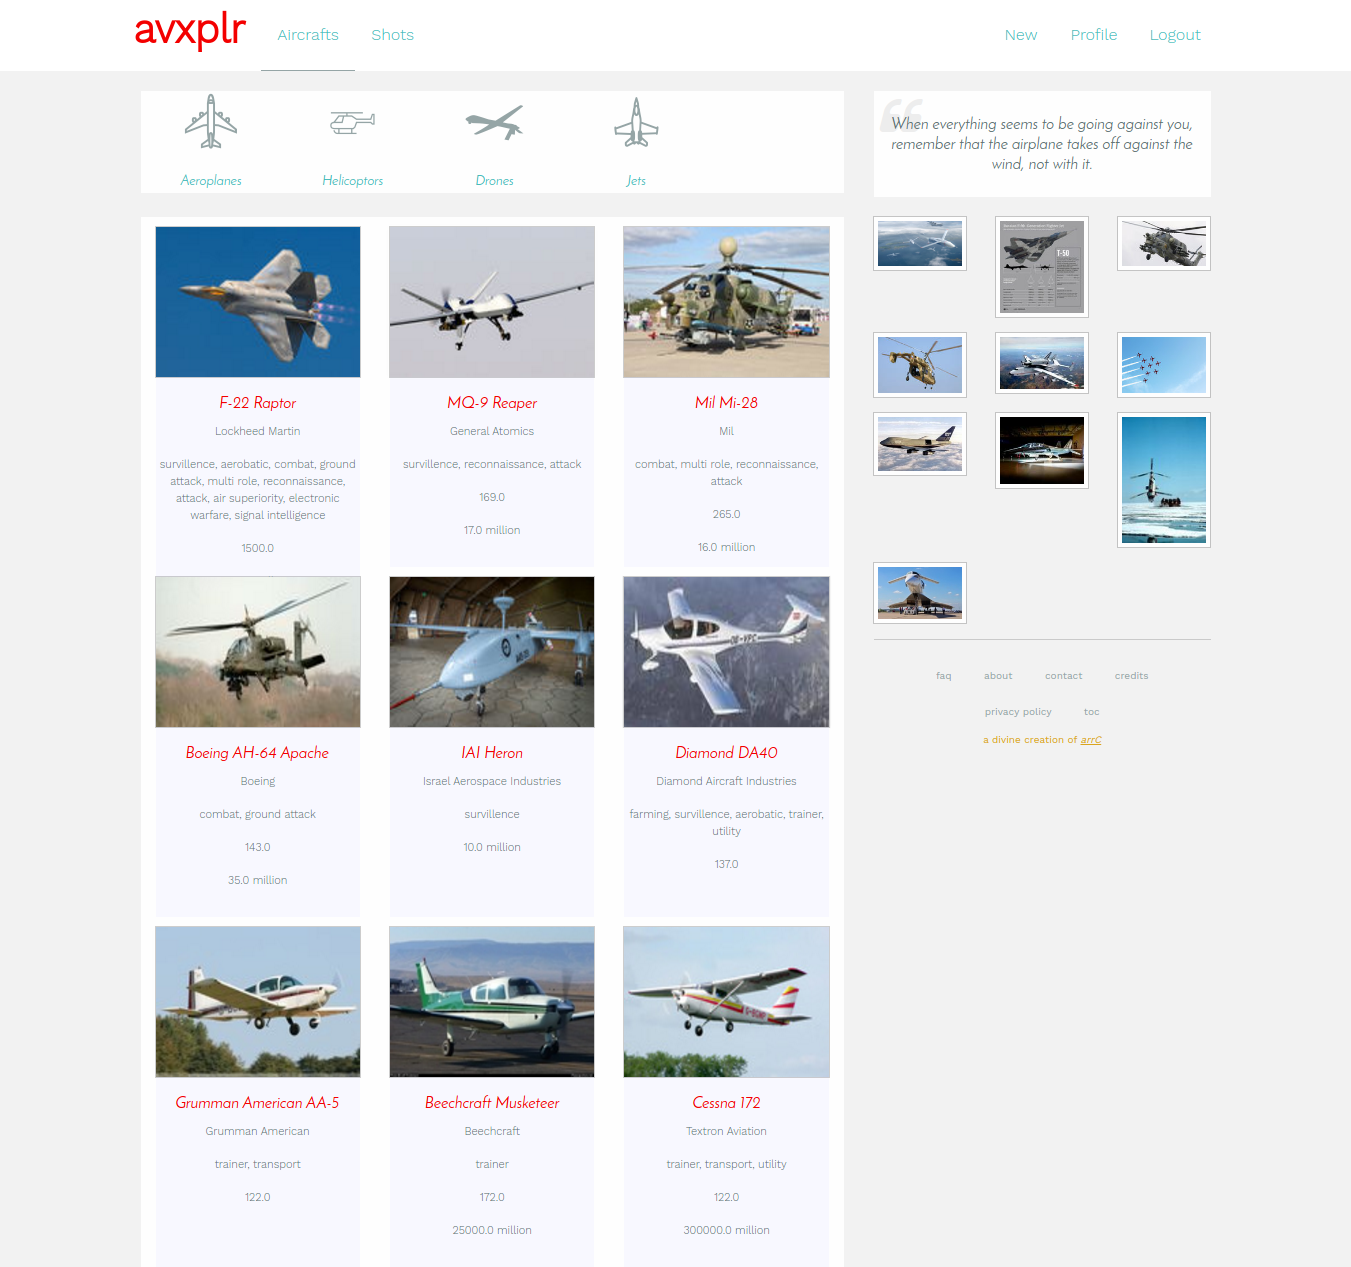 avxplr
Aircrafts
Shots
New
Profile
Logout
Aeroplanes
Helicoptors
Drones
Jets
When everything seems to be going against you,
remember that the airplane takes off against the
wind, not with it.
F-22 Raptor
Lockheed Martin
survillence, aerobatic, combat, ground
attack, multi role, reconnaissance,
attack, air superiority, electronic
warfare, signal intelligence
1500.0
MQ-9 Reaper
General Atomics
survillence, reconnaissance, attack
169.0
17.0 million
Mil Mi-28
Mil
combat, multi role, reconnaissance,
attack
265.0
16.0 million
Boeing AH-64 Apache
Boeing
combat, ground attack
143.0
35.0 million
IAI Heron
Israel Aerospace Industries
survillence
10.0 million
Diamond DA40
Diamond Aircraft Industries
farming, survillence, aerobatic, trainer,
utility
137.0
Grumman American AA-5
Grumman American
trainer, transport
122.0
Beechcraft Musketeer
Beechcraft
trainer
172.0
25000.0 million
Cessna 172
Textron Aviation
trainer, transport, utility
122.0
300000.0 million
T-50
faq
about
contact
credits
privacy policy
toc
a divine creation of arrC